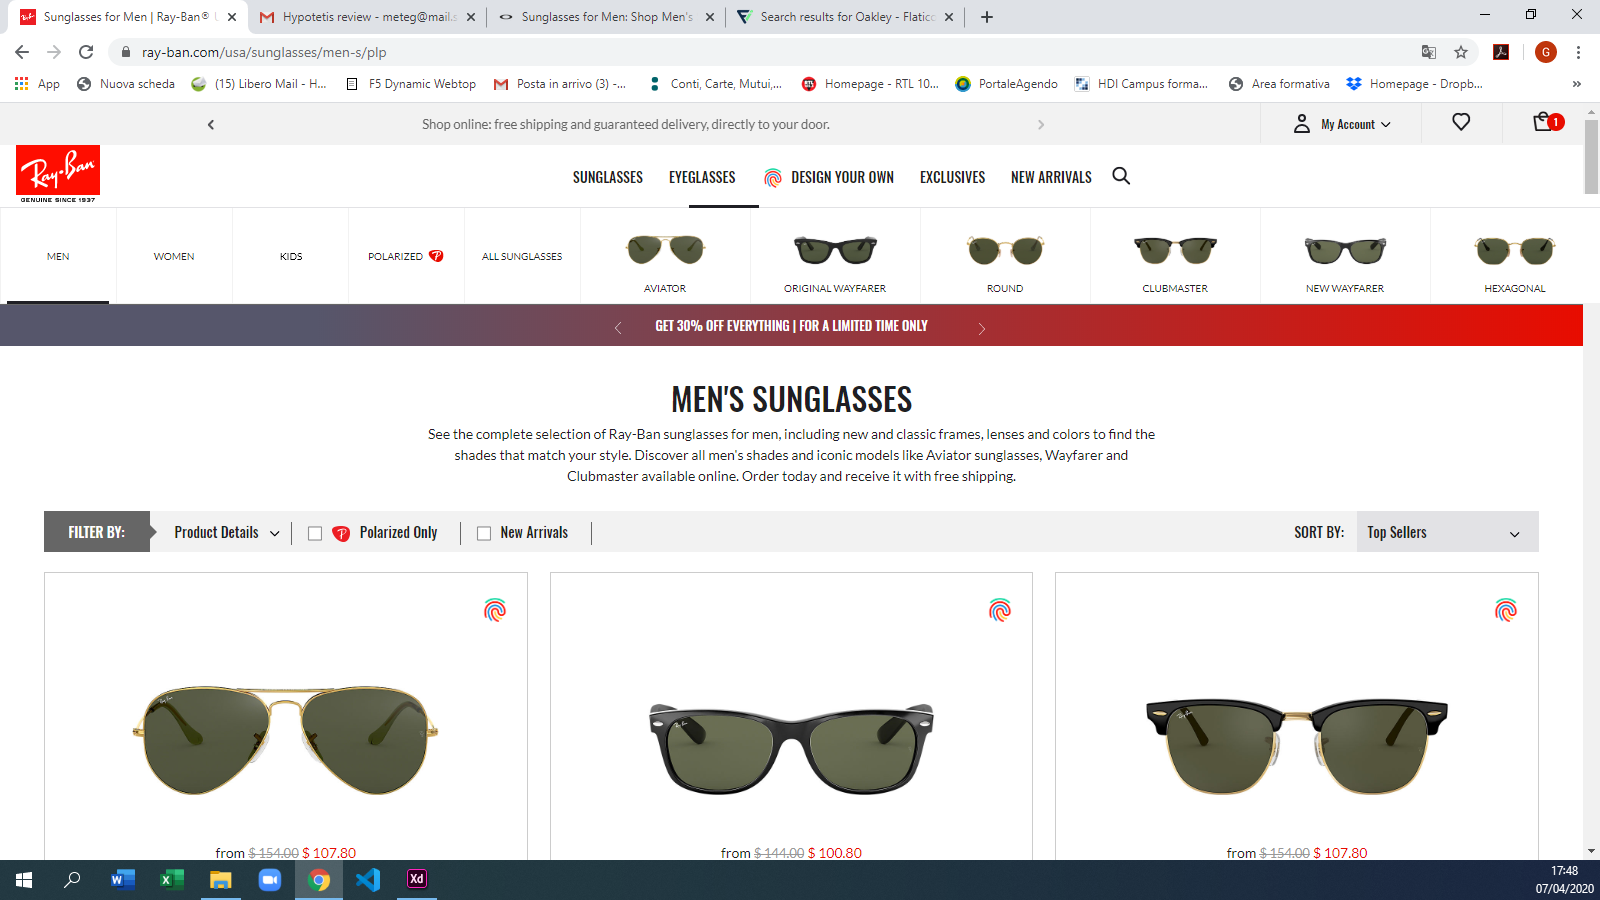 Sunglasses for Men | Ray-Ban®
Hypotetis review - meteg@mail.
Sunglasses for Men: Shop Men's
Search results for Oakley - Flatic
ray-ban.com/usa/sunglasses/men-s/plp
G
App
Nuova scheda
(15) Libero Mail - H...
F5 Dynamic Webtop
Posta in arrivo (3) -...
Conti, Carte, Mutui,...
Homepage - RTL 10...
PortaleAgendo
HDI Campus forma...
Area formativa
Homepage - Dropb...
»
Shop online: free shipping and guaranteed delivery, directly to your door.
My Account
1
Ray-Ban
GENUINE SINCE 1937
SUNGLASSES
EYEGLASSES
DESIGN YOUR OWN
EXCLUSIVES
NEW ARRIVALS
MEN
WOMEN
KIDS
POLARIZED P
ALL SUNGLASSES
AVIATOR
ORIGINAL WAYFARER
ROUND
CLUBMASTER
NEW WAYFARER
HEXAGONAL
GET 30% OFF EVERYTHING | FOR A LIMITED TIME ONLY
MEN'S SUNGLASSES
See the complete selection of Ray-Ban sunglasses for men, including new and classic frames, lenses and colors to find the
shades that match your style. Discover all men's shades and iconic models like Aviator sunglasses, Wayfarer and
Clubmaster available online. Order today and receive it with free shipping.
FILTER BY:
Product Details
P Polarized Only
New Arrivals
SORT BY:
Top Sellers
Ray-Ban
Ray-Ban
Ray-Ban
from $ 154.00 $ 107.80
from $ 144.00 $ 100.80
from $ 154.00 $ 107.80
W
X
Xd
17:48
07/04/2020